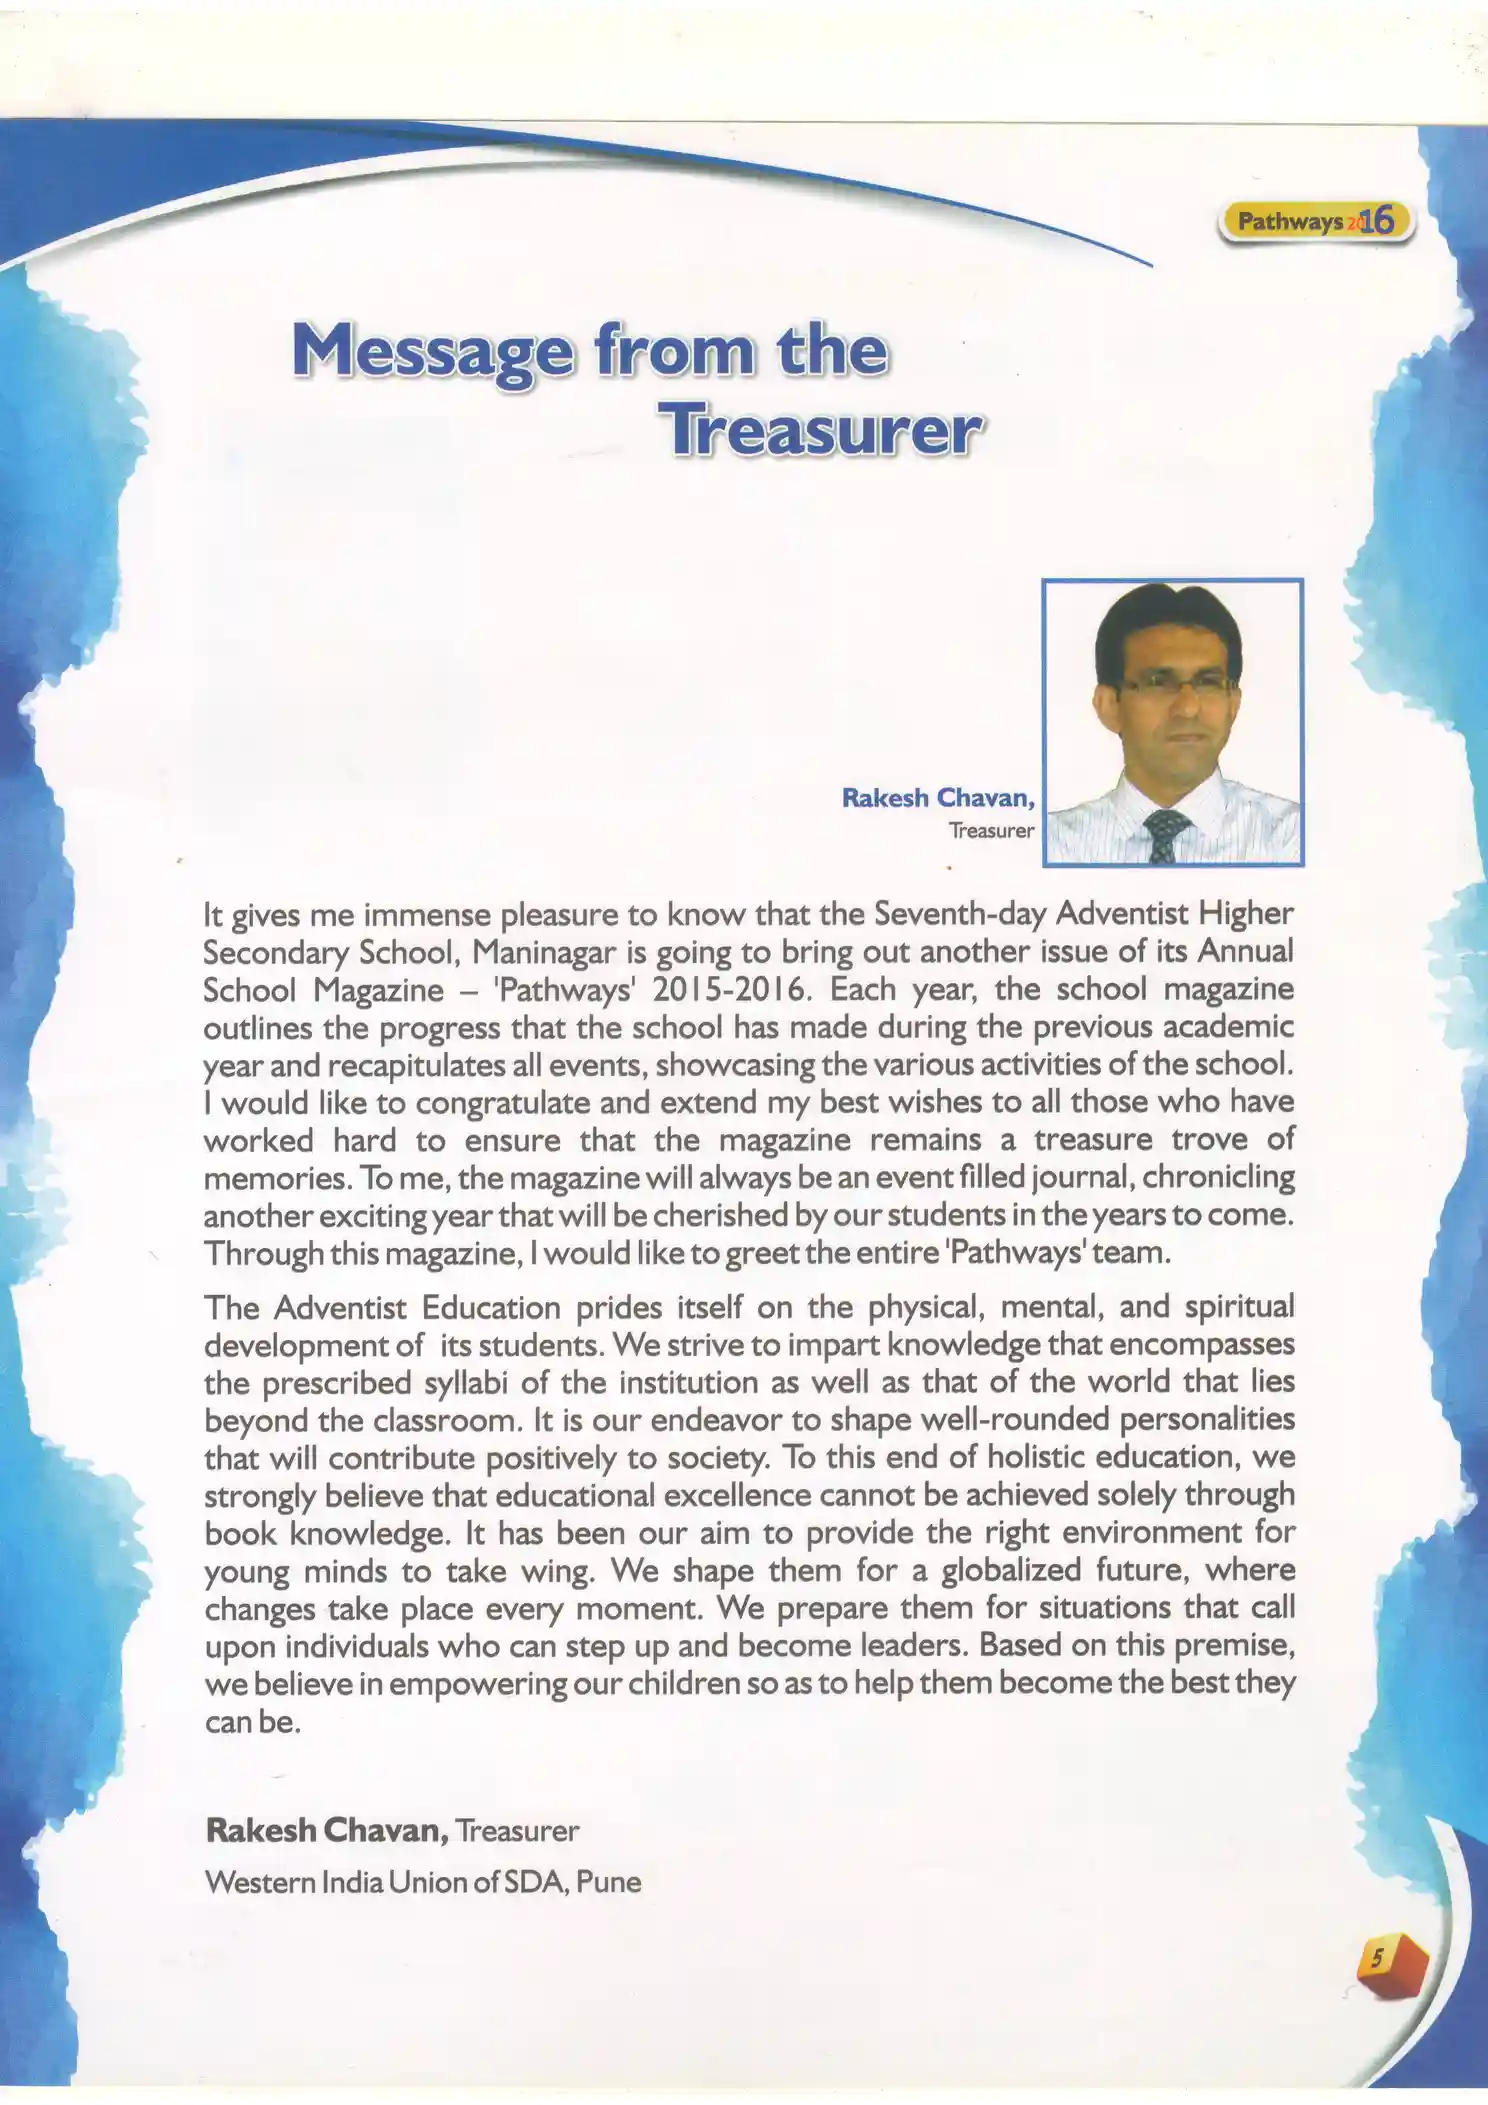 Pathways 2016
Message from the
Treasurer
Rakesh Chavan,
Treasurer
It gives me immense pleasure to know that the Seventh-day Adventist Higher
Secondary School, Maninagar is going to bring out another issue of its Annual
School Magazine – 'Pathways' 2015-2016. Each year, the school magazine
outlines the progress that the school has made during the previous academic
year and recapitulates all events, showcasing the various activities of the school.
I would like to congratulate and extend my best wishes to all those who have
worked hard to ensure that the magazine remains a treasure trove of
memories. To me, the magazine will always be an event filled journal, chronicling
another exciting year that will be cherished by our students in the years to come.
Through this magazine, I would like to greet the entire 'Pathways' team.
The Adventist Education prides itself on the physical, mental, and spiritual
development of its students. We strive to impart knowledge that encompasses
the prescribed syllabi of the institution as well as that of the world that lies
beyond the classroom. It is our endeavor to shape well-rounded personalities
that will contribute positively to society. To this end of holistic education, we
strongly believe that educational excellence cannot be achieved solely through
book knowledge. It has been our aim to provide the right environment for
young minds to take wing. We shape them for a globalized future, where
changes take place every moment. We prepare them for situations that call
upon individuals who can step up and become leaders. Based on this premise,
we believe in empowering our children so as to help them become the best they
can be.
Rakesh Chavan, Treasurer
Western India Union of SDA, Pune
5